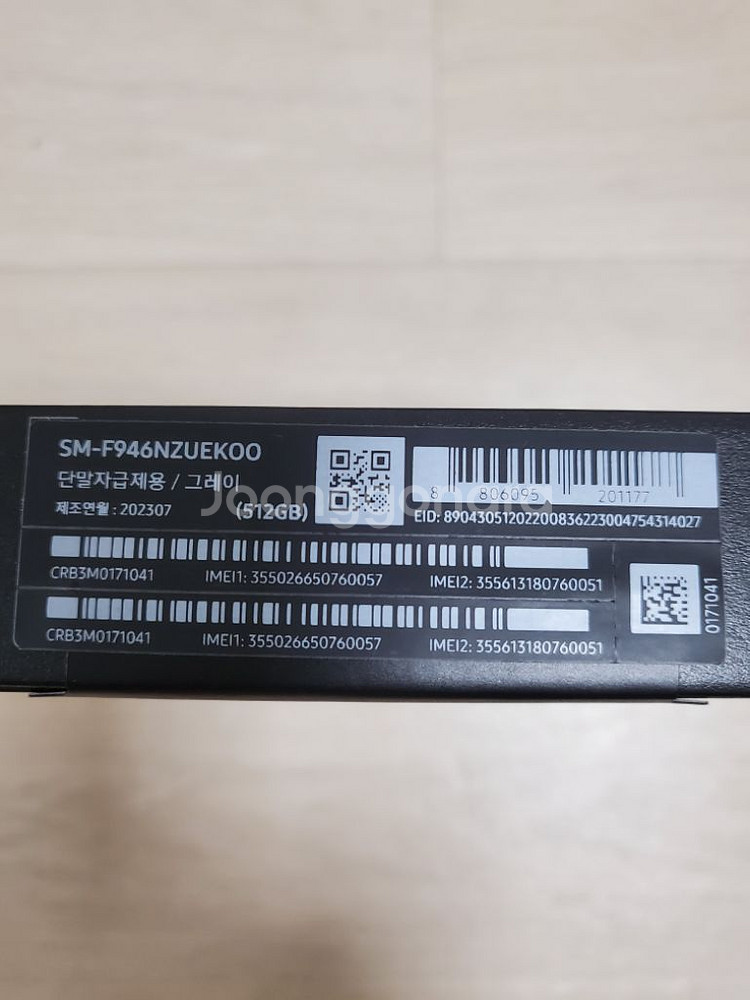 SM-F946NZUEKOO
단말자급제용 / 그레이
제조연월 : 202307
(512GB)
8 806095 201177
EID: 89043051202200836223004754314027
Joonggonara
CRB3M0171041 IMEI1: 355026650760057 IMEI2: 355613180760051
CRB3M0171041 IMEI1: 355026650760057 IMEI2: 355613180760051
0171041